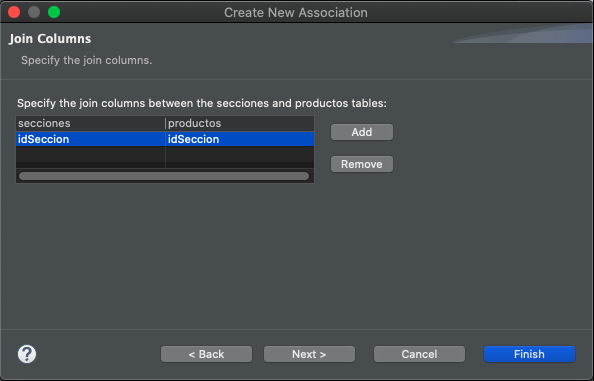 Create New Association
Join Columns
Specify the join columns.
Specify the join columns between the secciones and productos tables:
secciones productos
idSeccion idSeccion
Add
Remove
? < Back Next > Cancel Finish